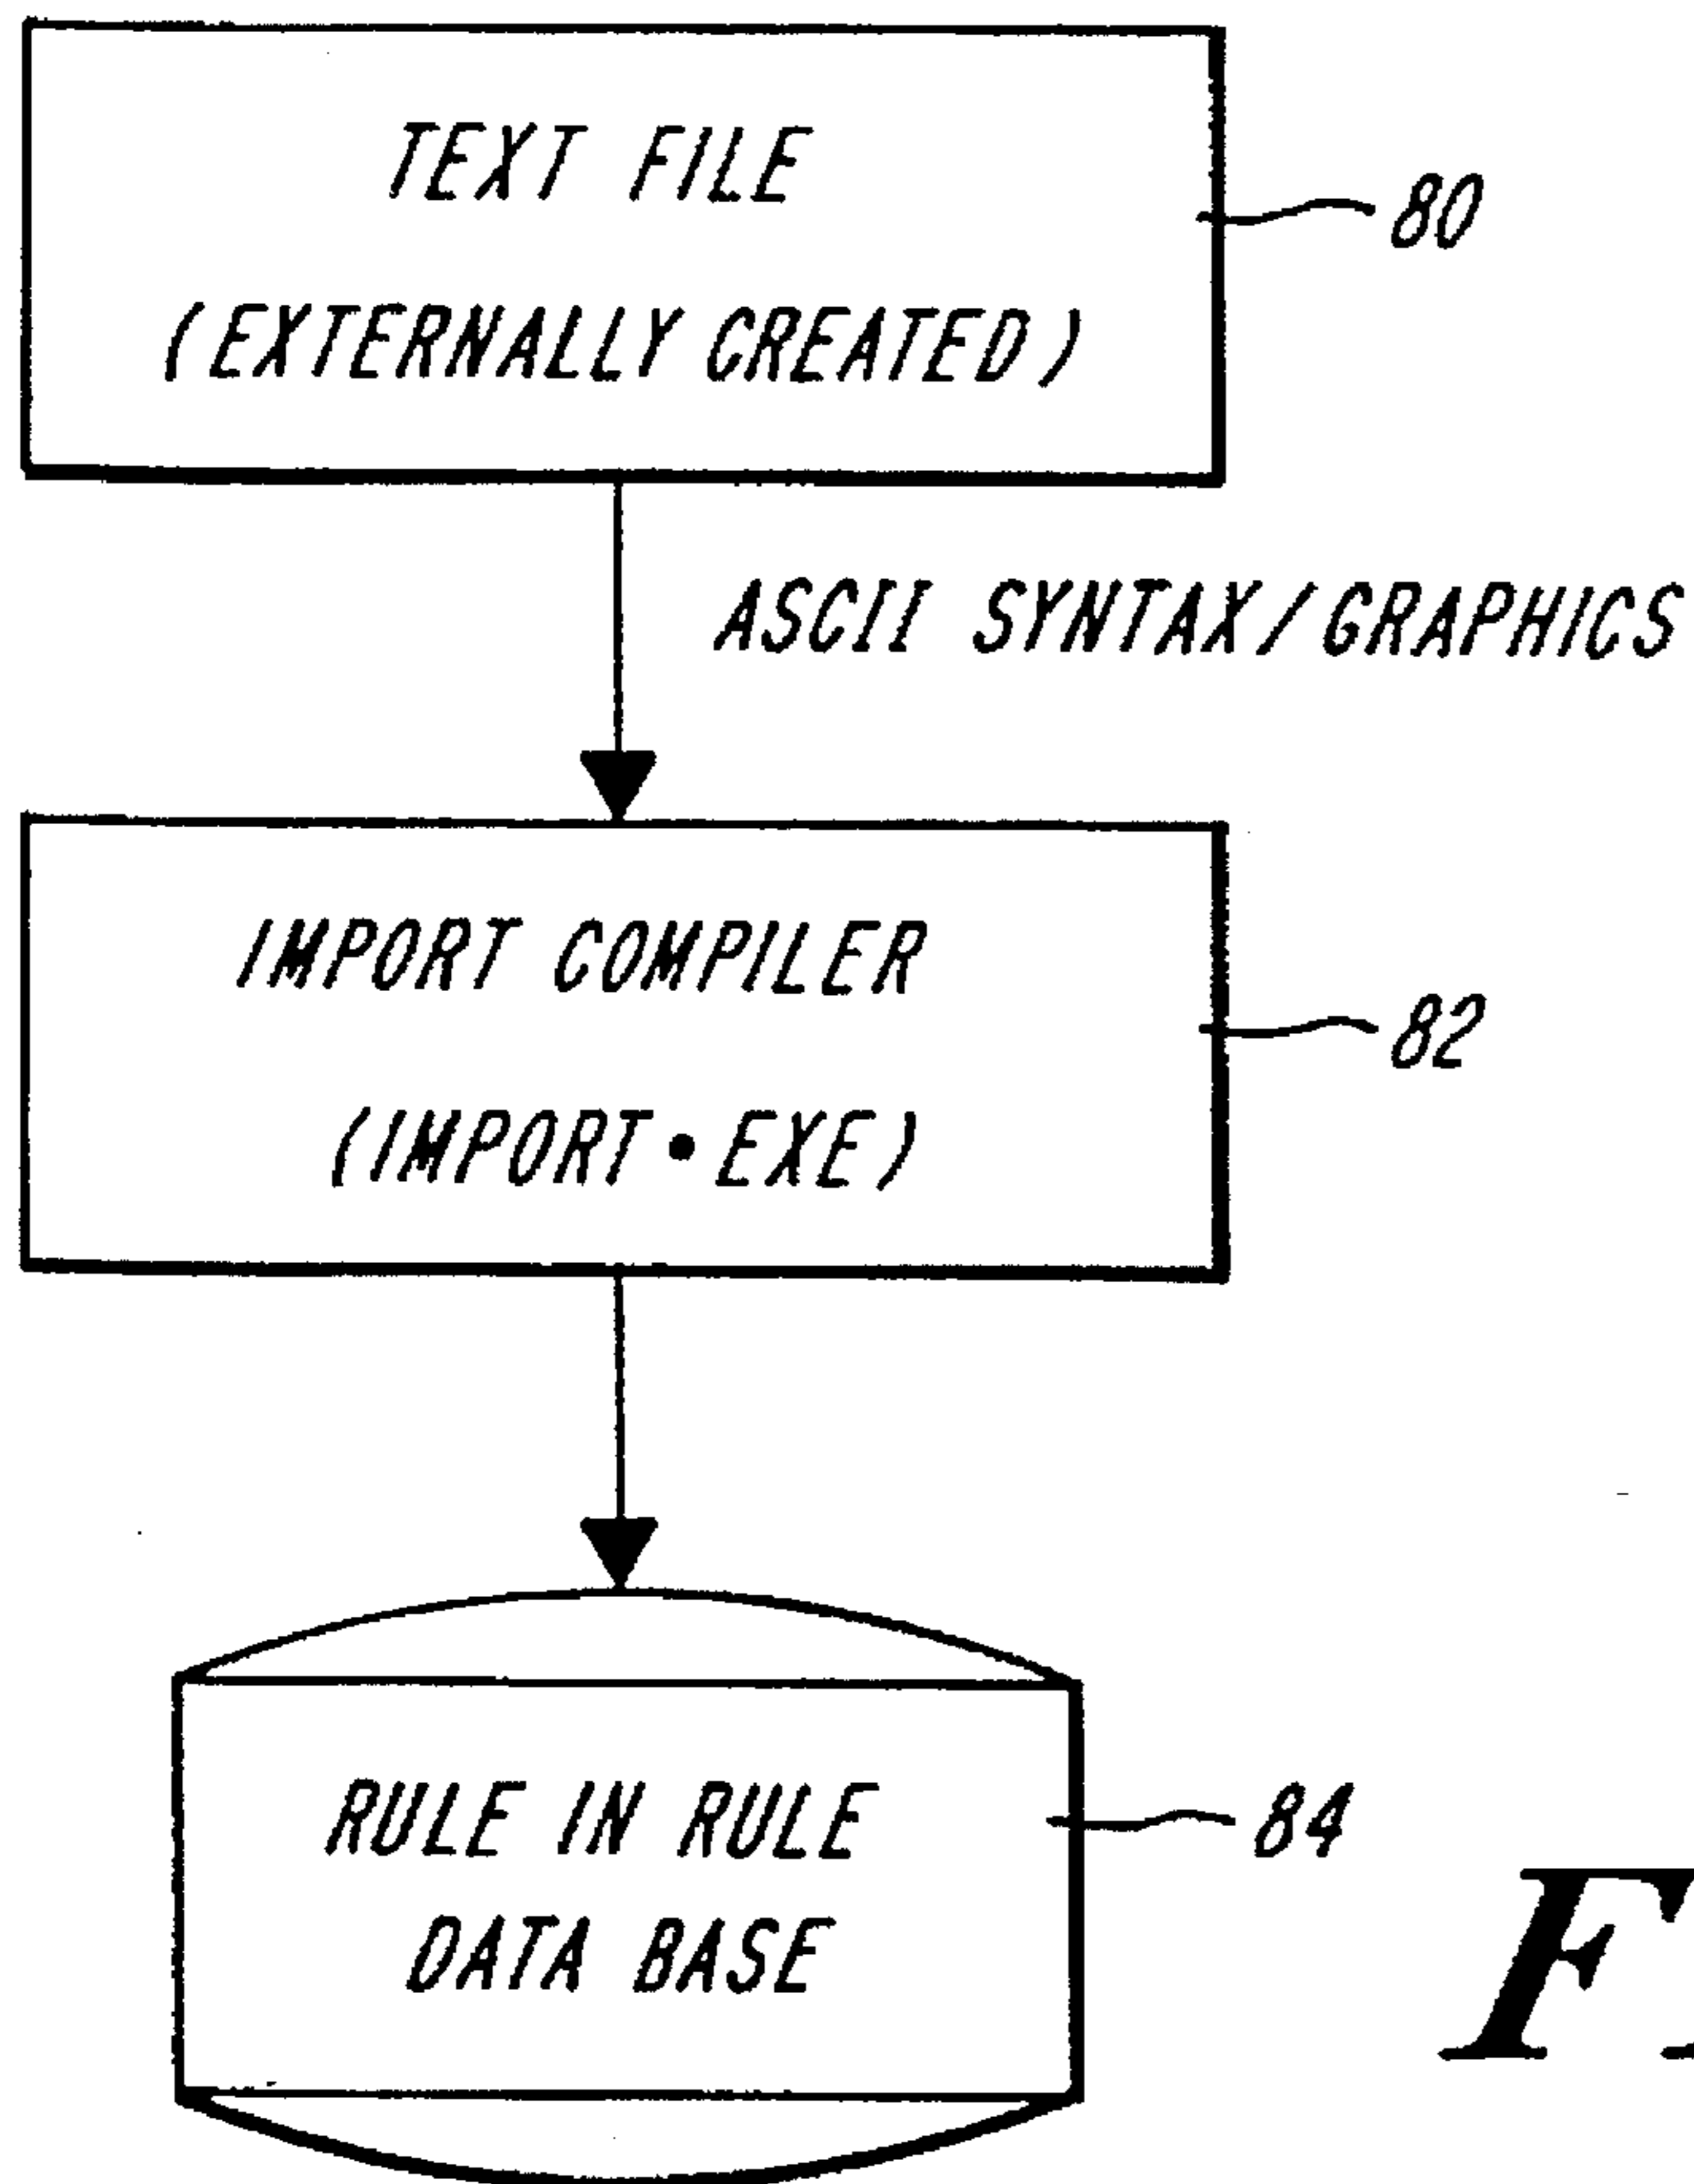 TEXT FILE
(EXTERNALLY CREATED)
80
ASCII SYNTAX/GRAPHICS
IMPORT COMPILER
(IMPORT•EXE)
82
RULE IN RULE
DATA BASE
84